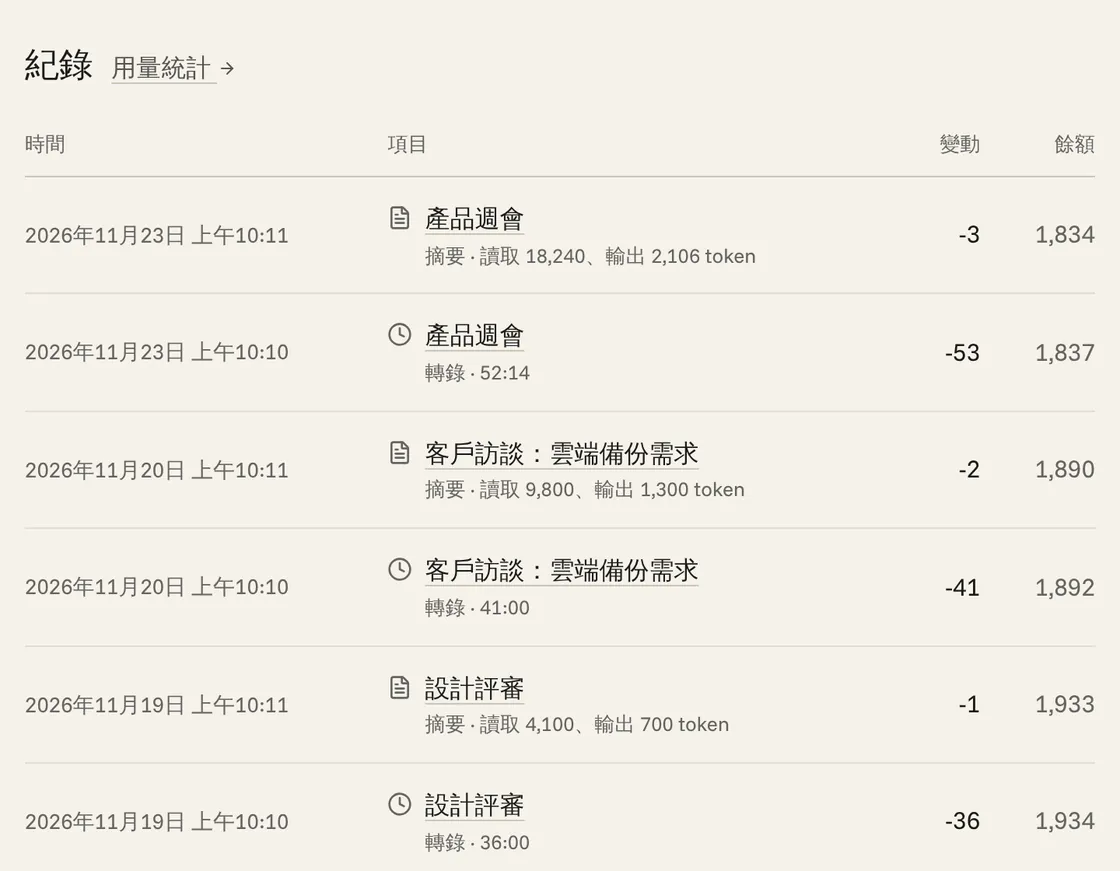 紀錄 用量統計 →
時間 項目 變動 餘額
2026年11月23日 上午10:11 產品週會 -3 1,834
摘要 · 讀取 18,240、輸出 2,106 token
2026年11月23日 上午10:10 產品週會 -53 1,837
轉錄 · 52:14
2026年11月20日 上午10:11 客戶訪談：雲端備份需求 -2 1,890
摘要 · 讀取 9,800、輸出 1,300 token
2026年11月20日 上午10:10 客戶訪談：雲端備份需求 -41 1,892
轉錄 · 41:00
2026年11月19日 上午10:11 設計評審 -1 1,933
摘要 · 讀取 4,100、輸出 700 token
2026年11月19日 上午10:10 設計評審 -36 1,934
轉錄 · 36:00